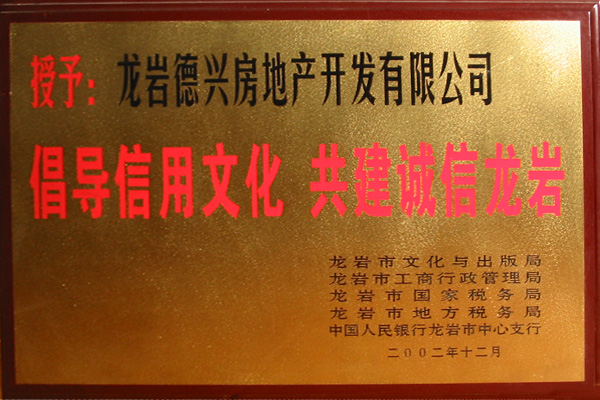 授予：龙岩德兴房地产开发有限公司
倡导信用文化 共建诚信龙岩
龙岩市文化与出版局
龙岩市工商行政管理局
龙岩市国家税务局
龙岩市地方税务局
中国人民银行龙岩市中心支行
二00二年十二月